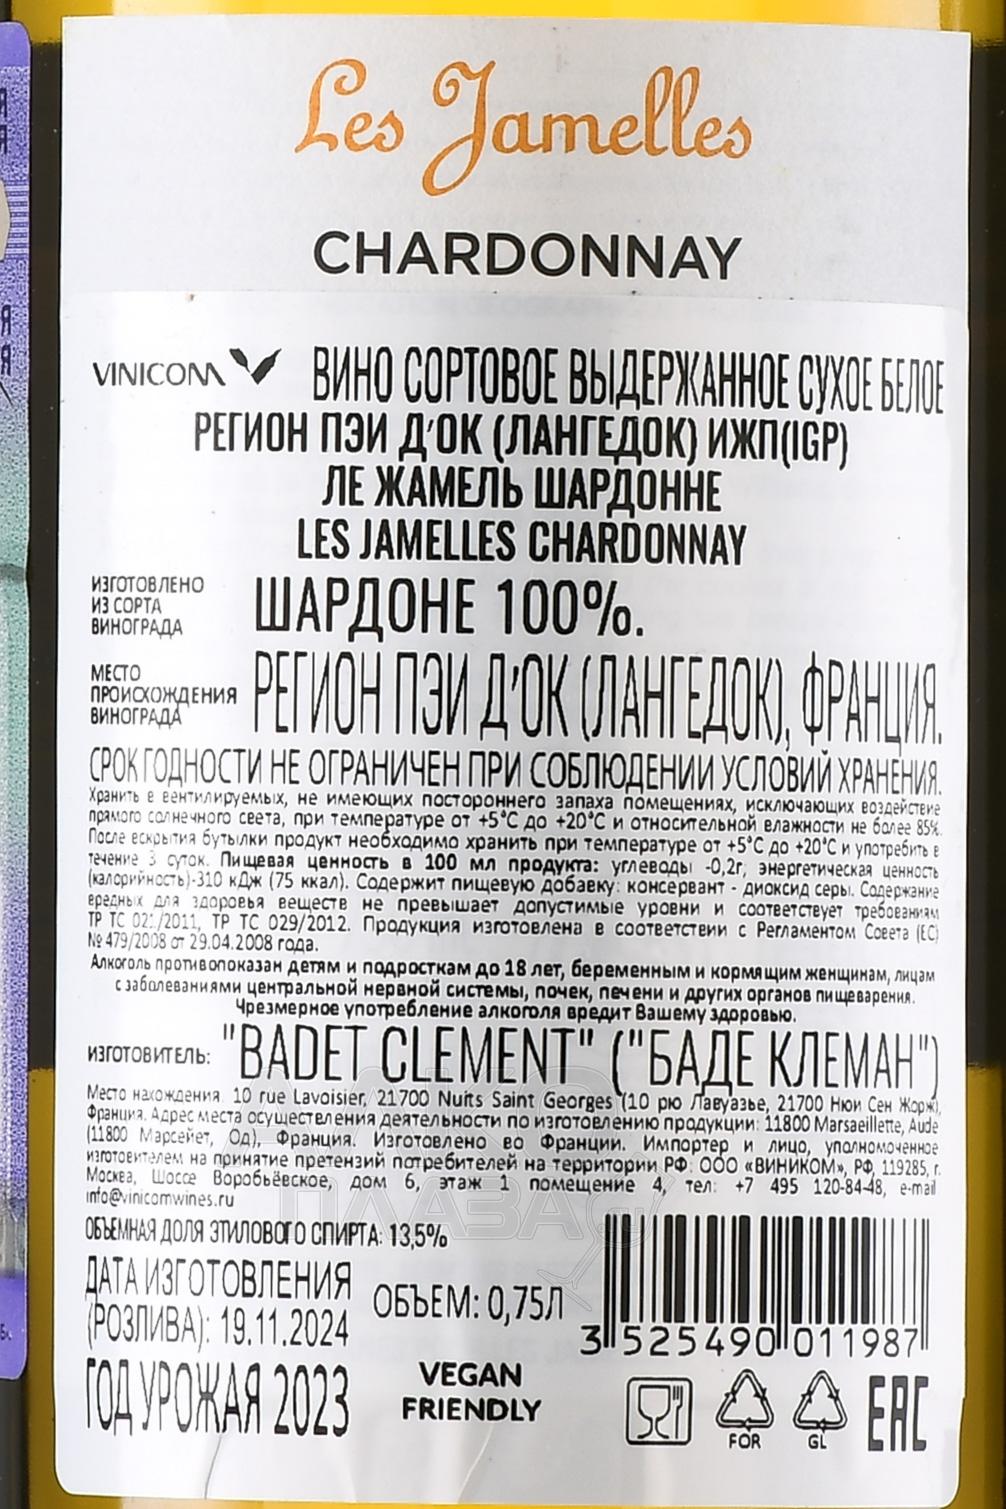 Les Jamelles
CHARDONNAY
VINICOM ВИНО СОРТОВОЕ ВЫДЕРЖАННОЕ СУХОЕ БЕЛОЕ
РЕГИОН ПЭИ Д'ОК (ЛАНГЕДОК) ИЖП(IGP)
ЛЕ ЖАМЕЛЬ ШАРДОННЕ
LES JAMELLES CHARDONNAY
ИЗГОТОВЛЕНО
ИЗ СОРТА
ВИНОГРАДА
ШАРДОНЕ 100%.
МЕСТО
ПРОИСХОЖДЕНИЯ
ВИНОГРАДА
РЕГИОН ПЭИ Д'ОК (ЛАНГЕДОК), ФРАНЦИЯ.
СРОК ГОДНОСТИ НЕ ОГРАНИЧЕН ПРИ СОБЛЮДЕНИИ УСЛОВИЙ ХРАНЕНИЯ.
Хранить в вентилируемых, не имеющих постороннего запаха помещениях, исключающих воздействие
прямого солнечного света, при температуре от +5°С до +20°С и относительной влажности не более 85%.
После вскрытия бутылки продукт необходимо хранить при температуре от +5°С до +20°С и употребить в
течение 3 суток. Пищевая ценность в 100 мл продукта: углеводы -0,2г, энергетическая ценность
(калорийность)-310 кДж (75 ккал). Содержит пищевую добавку: консервант - диоксид серы. Содержание
вредных для здоровья веществ не превышает допустимые уровни и соответствует требованиям
ТР ТС 021/2011, ТР ТС 029/2012. Продукция изготовлена в соответствии с Регламентом Совета (ЕС)
№ 479/2008 от 29.04.2008 года.
Алкоголь противопоказан детям и подросткам до 18 лет, беременным и кормящим женщинам, лицам
с заболеваниями центральной нервной системы, почек, печени и других органов пищеварения.
Чрезмерное употребление алкоголя вредит Вашему здоровью.
ИЗГОТОВИТЕЛЬ: "BADET CLEMENT" ("БАДЕ КЛЕМАН")
Место нахождения: 10 rue Lavoisier, 21700 Nuits Saint Georges (10 рю Лавуазье, 21700 Нюи Сен Жорж),
Франция. Адрес места осуществления деятельности по изготовлению продукции: 11800 Marsaeillette, Aude
(11800 Марсейет, Од), Франция. Изготовлено во Франции. Импортер и лицо, уполномоченное
изготовителем на принятие претензий потребителей на территории РФ: ООО «ВИНИКОМ», РФ, 119285, г.
Москва, Шоссе Воробьёвское, дом 6, этаж 1 помещение 4, тел: +7 495 120-84-48, e-mail
info@vinicomwines.ru
ОБЪЕМНАЯ ДОЛЯ ЭТИЛОВОГО СПИРТА: 13,5%
ДАТА ИЗГОТОВЛЕНИЯ
(РОЗЛИВА): 19.11.2024
ОБЪЕМ: 0,75Л
ГОД УРОЖАЯ 2023
VEGAN
FRIENDLY
3 525490 011987
FOR
GL
EAC
ПЛАЗА